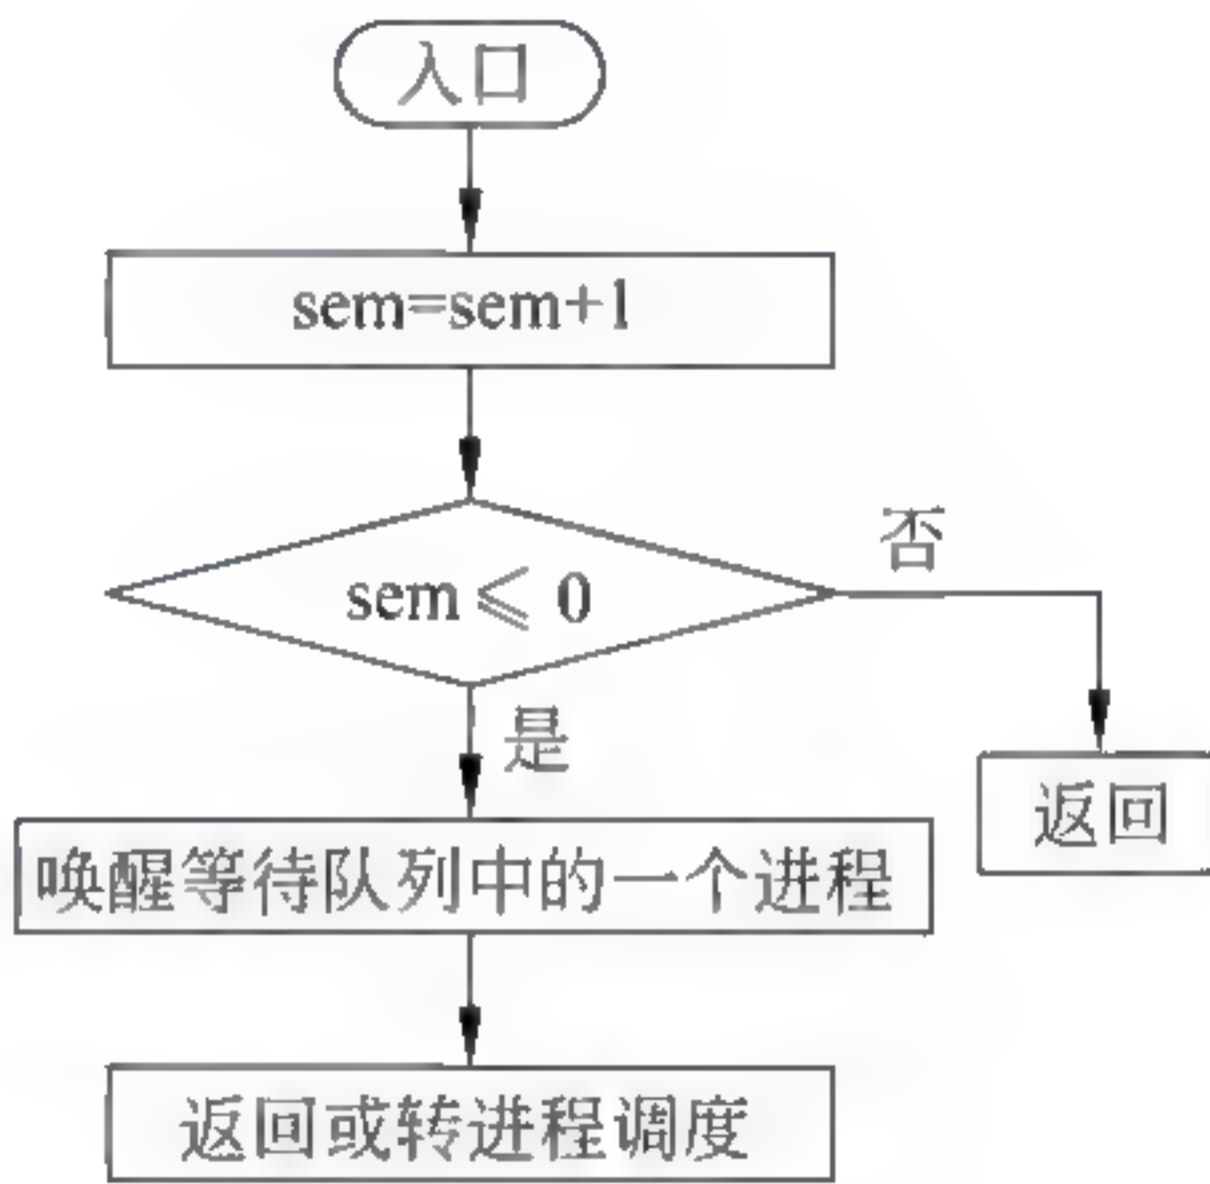 入口
sem=sem+1
sem⩽0
否
是
返回
唤醒等待队列中的一个进程
返回或转进程调度